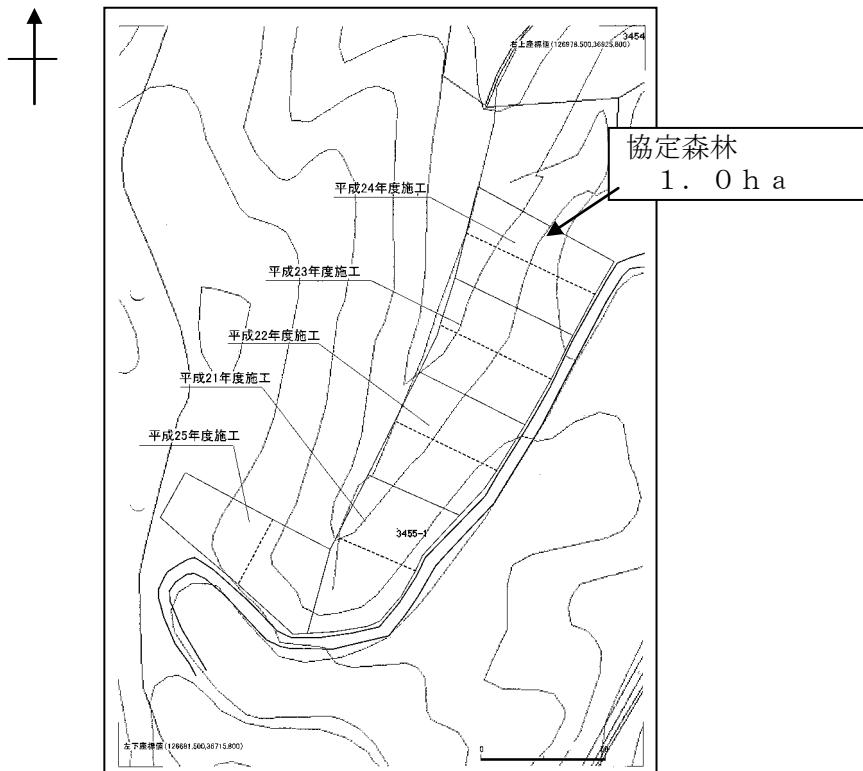 3454
右上座標値(126978.500,36925.800)
協定森林
１．０ｈａ
平成24年度施工
平成23年度施工
平成22年度施工
平成21年度施工
平成25年度施工
3455-1
左下座標値(126691.500,36715.800)
0